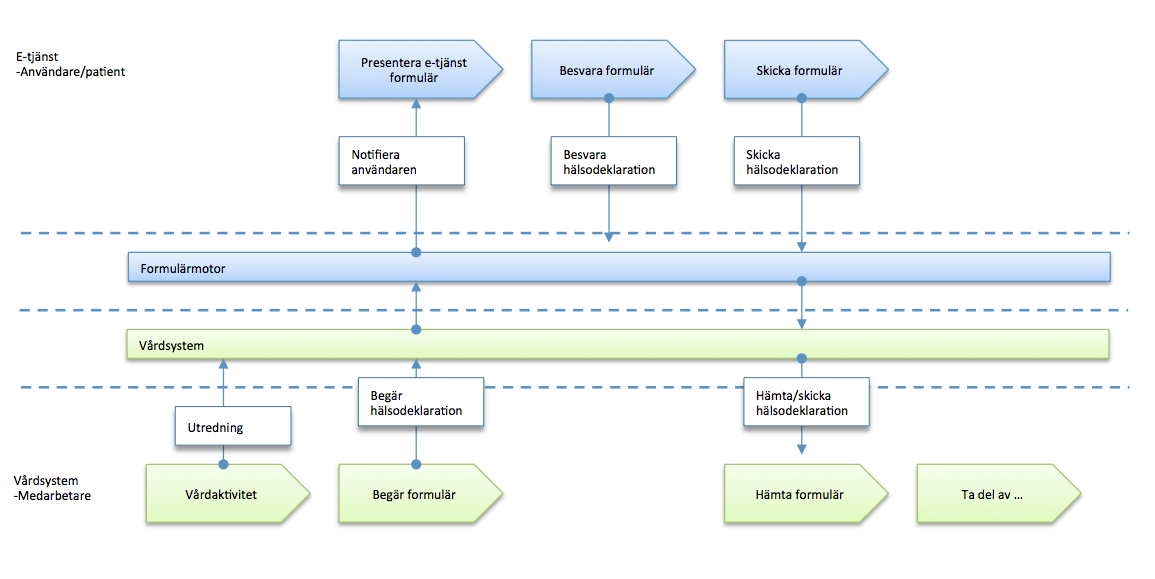 E-tjänst
-Användare/patient
Presentera e-tjänst
formulär
Besvara formulär
Skicka formulär
Notifiera
användaren
Besvara
hälsodeklaration
Skicka
hälsodeklaration
Formulärmotor
Vårdsystem
Begär
hälsodeklaration
Hämta/skicka
hälsodeklaration
Utredning
Vårdsystem
-Medarbetare
Vårdaktivitet
Begär formulär
Hämta formulär
Ta del av ...